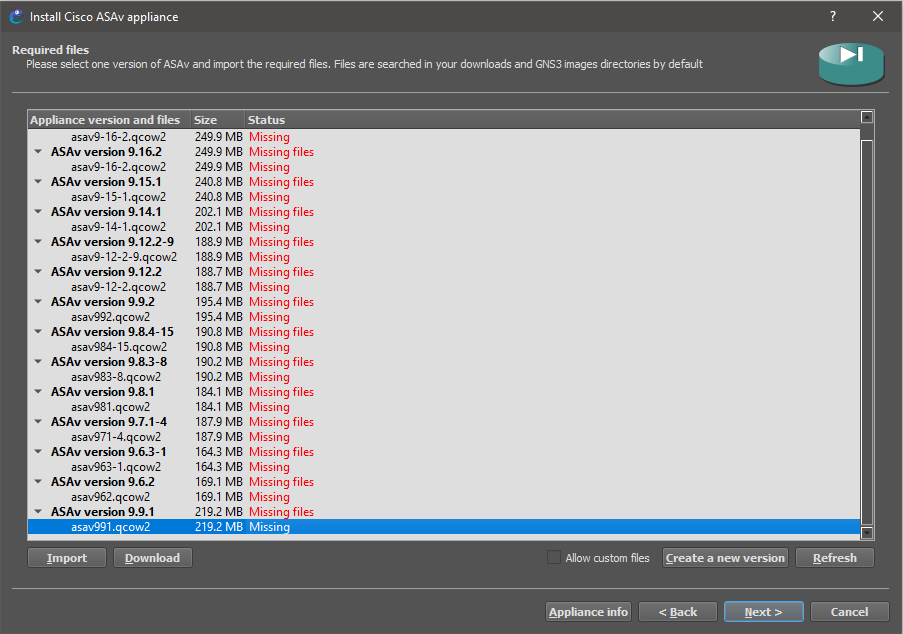 Install Cisco ASAv appliance
Required files
Please select one version of ASAv and import the required files. Files are searched in your downloads and GNS3 images directories by default
Appliance version and files Size Status
asav9-16-2.qcow2 249.9 MB Missing
ASAv version 9.16.2 249.9 MB Missing files
asav9-16-2.qcow2 249.9 MB Missing
ASAv version 9.15.1 240.8 MB Missing files
asav9-15-1.qcow2 240.8 MB Missing
ASAv version 9.14.1 202.1 MB Missing files
asav9-14-1.qcow2 202.1 MB Missing
ASAv version 9.12.2-9 188.9 MB Missing files
asav9-12-2-9.qcow2 188.9 MB Missing
ASAv version 9.12.2 188.7 MB Missing files
asav9-12-2.qcow2 188.7 MB Missing
ASAv version 9.9.2 195.4 MB Missing files
asav992.qcow2 195.4 MB Missing
ASAv version 9.8.4-15 190.8 MB Missing files
asav984-15.qcow2 190.8 MB Missing
ASAv version 9.8.3-8 190.2 MB Missing files
asav983-8.qcow2 190.2 MB Missing
ASAv version 9.8.1 184.1 MB Missing files
asav981.qcow2 184.1 MB Missing
ASAv version 9.7.1-4 187.9 MB Missing files
asav971-4.qcow2 187.9 MB Missing
ASAv version 9.6.3-1 164.3 MB Missing files
asav963-1.qcow2 164.3 MB Missing
ASAv version 9.6.2 169.1 MB Missing files
asav962.qcow2 169.1 MB Missing
ASAv version 9.9.1 219.2 MB Missing files
asav991.qcow2 219.2 MB Missing
Import Download Allow custom files Create a new version Refresh
Appliance info < Back Next > Cancel